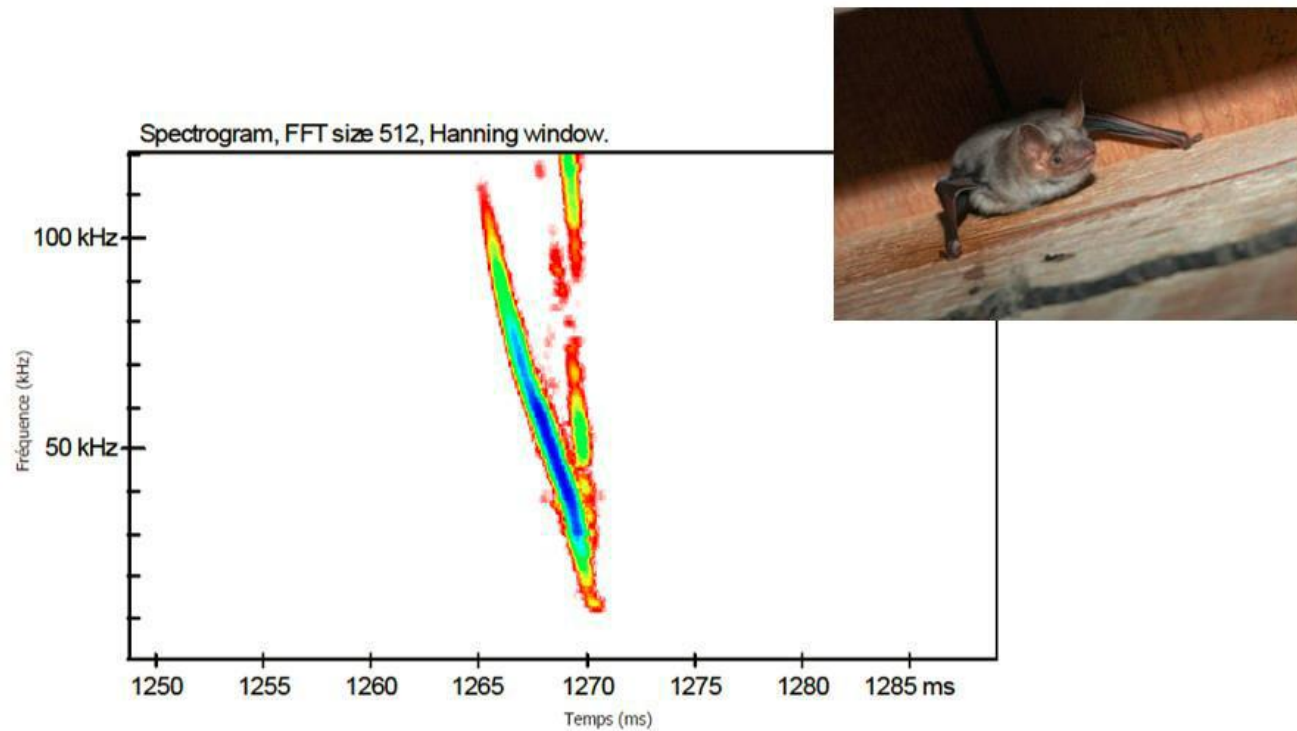 Spectrogram, FFT size 512, Hanning window.
100 kHz
Fréquence (kHz)
50 kHz
1250 1255 1260 1265 1270 1275 1280 1285 ms
Temps (ms)